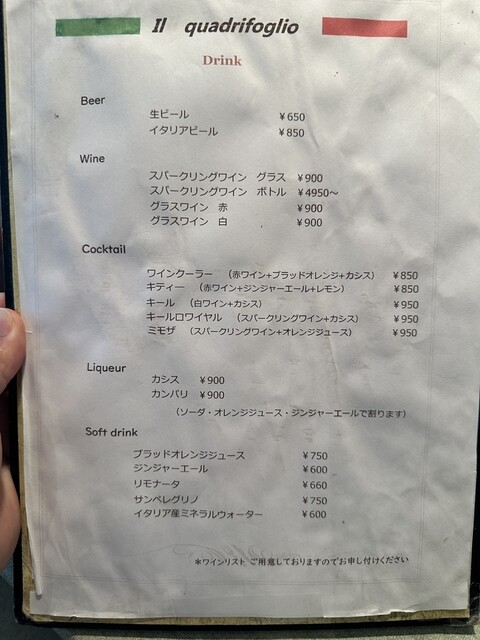 Il quadrifoglio
Drink
Beer
生ビール ¥650
イタリアビール ¥850
Wine
スパークリングワイン グラス ¥900
スパークリングワイン ボトル ¥4950～
グラスワイン 赤 ¥900
グラスワイン 白 ¥900
Cocktail
ワインクーラー （赤ワイン+ブラッドオレンジ+カシス） ¥850
キティー （赤ワイン+ジンジャーエール+レモン） ¥850
キール （白ワイン+カシス） ¥950
キールロワイヤル （スパークリングワイン+カシス） ¥950
ミモザ （スパークリングワイン+オレンジジュース） ¥950
Liqueur
カシス ¥900
カンパリ ¥900
（ソーダ・オレンジジュース・ジンジャーエールで割ります）
Soft drink
ブラッドオレンジジュース ¥750
ジンジャーエール ¥600
リモナータ ¥660
サンペレグリノ ¥750
イタリア産ミネラルウォーター ¥600
*ワインリスト ご用意しておりますのでお申し付けください